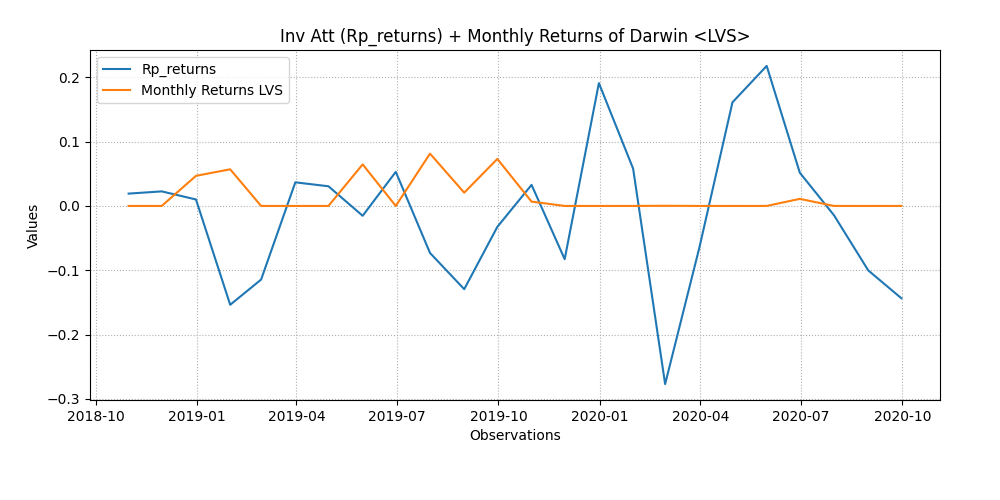 Inv Att (Rp_returns) + Monthly Returns of Darwin <LVS>
Rp_returns
Monthly Returns LVS
Values
0.2
0.1
0.0
−0.1
−0.2
−0.3
2018-10 2019-01 2019-04 2019-07 2019-10 2020-01 2020-04 2020-07 2020-10
Observations